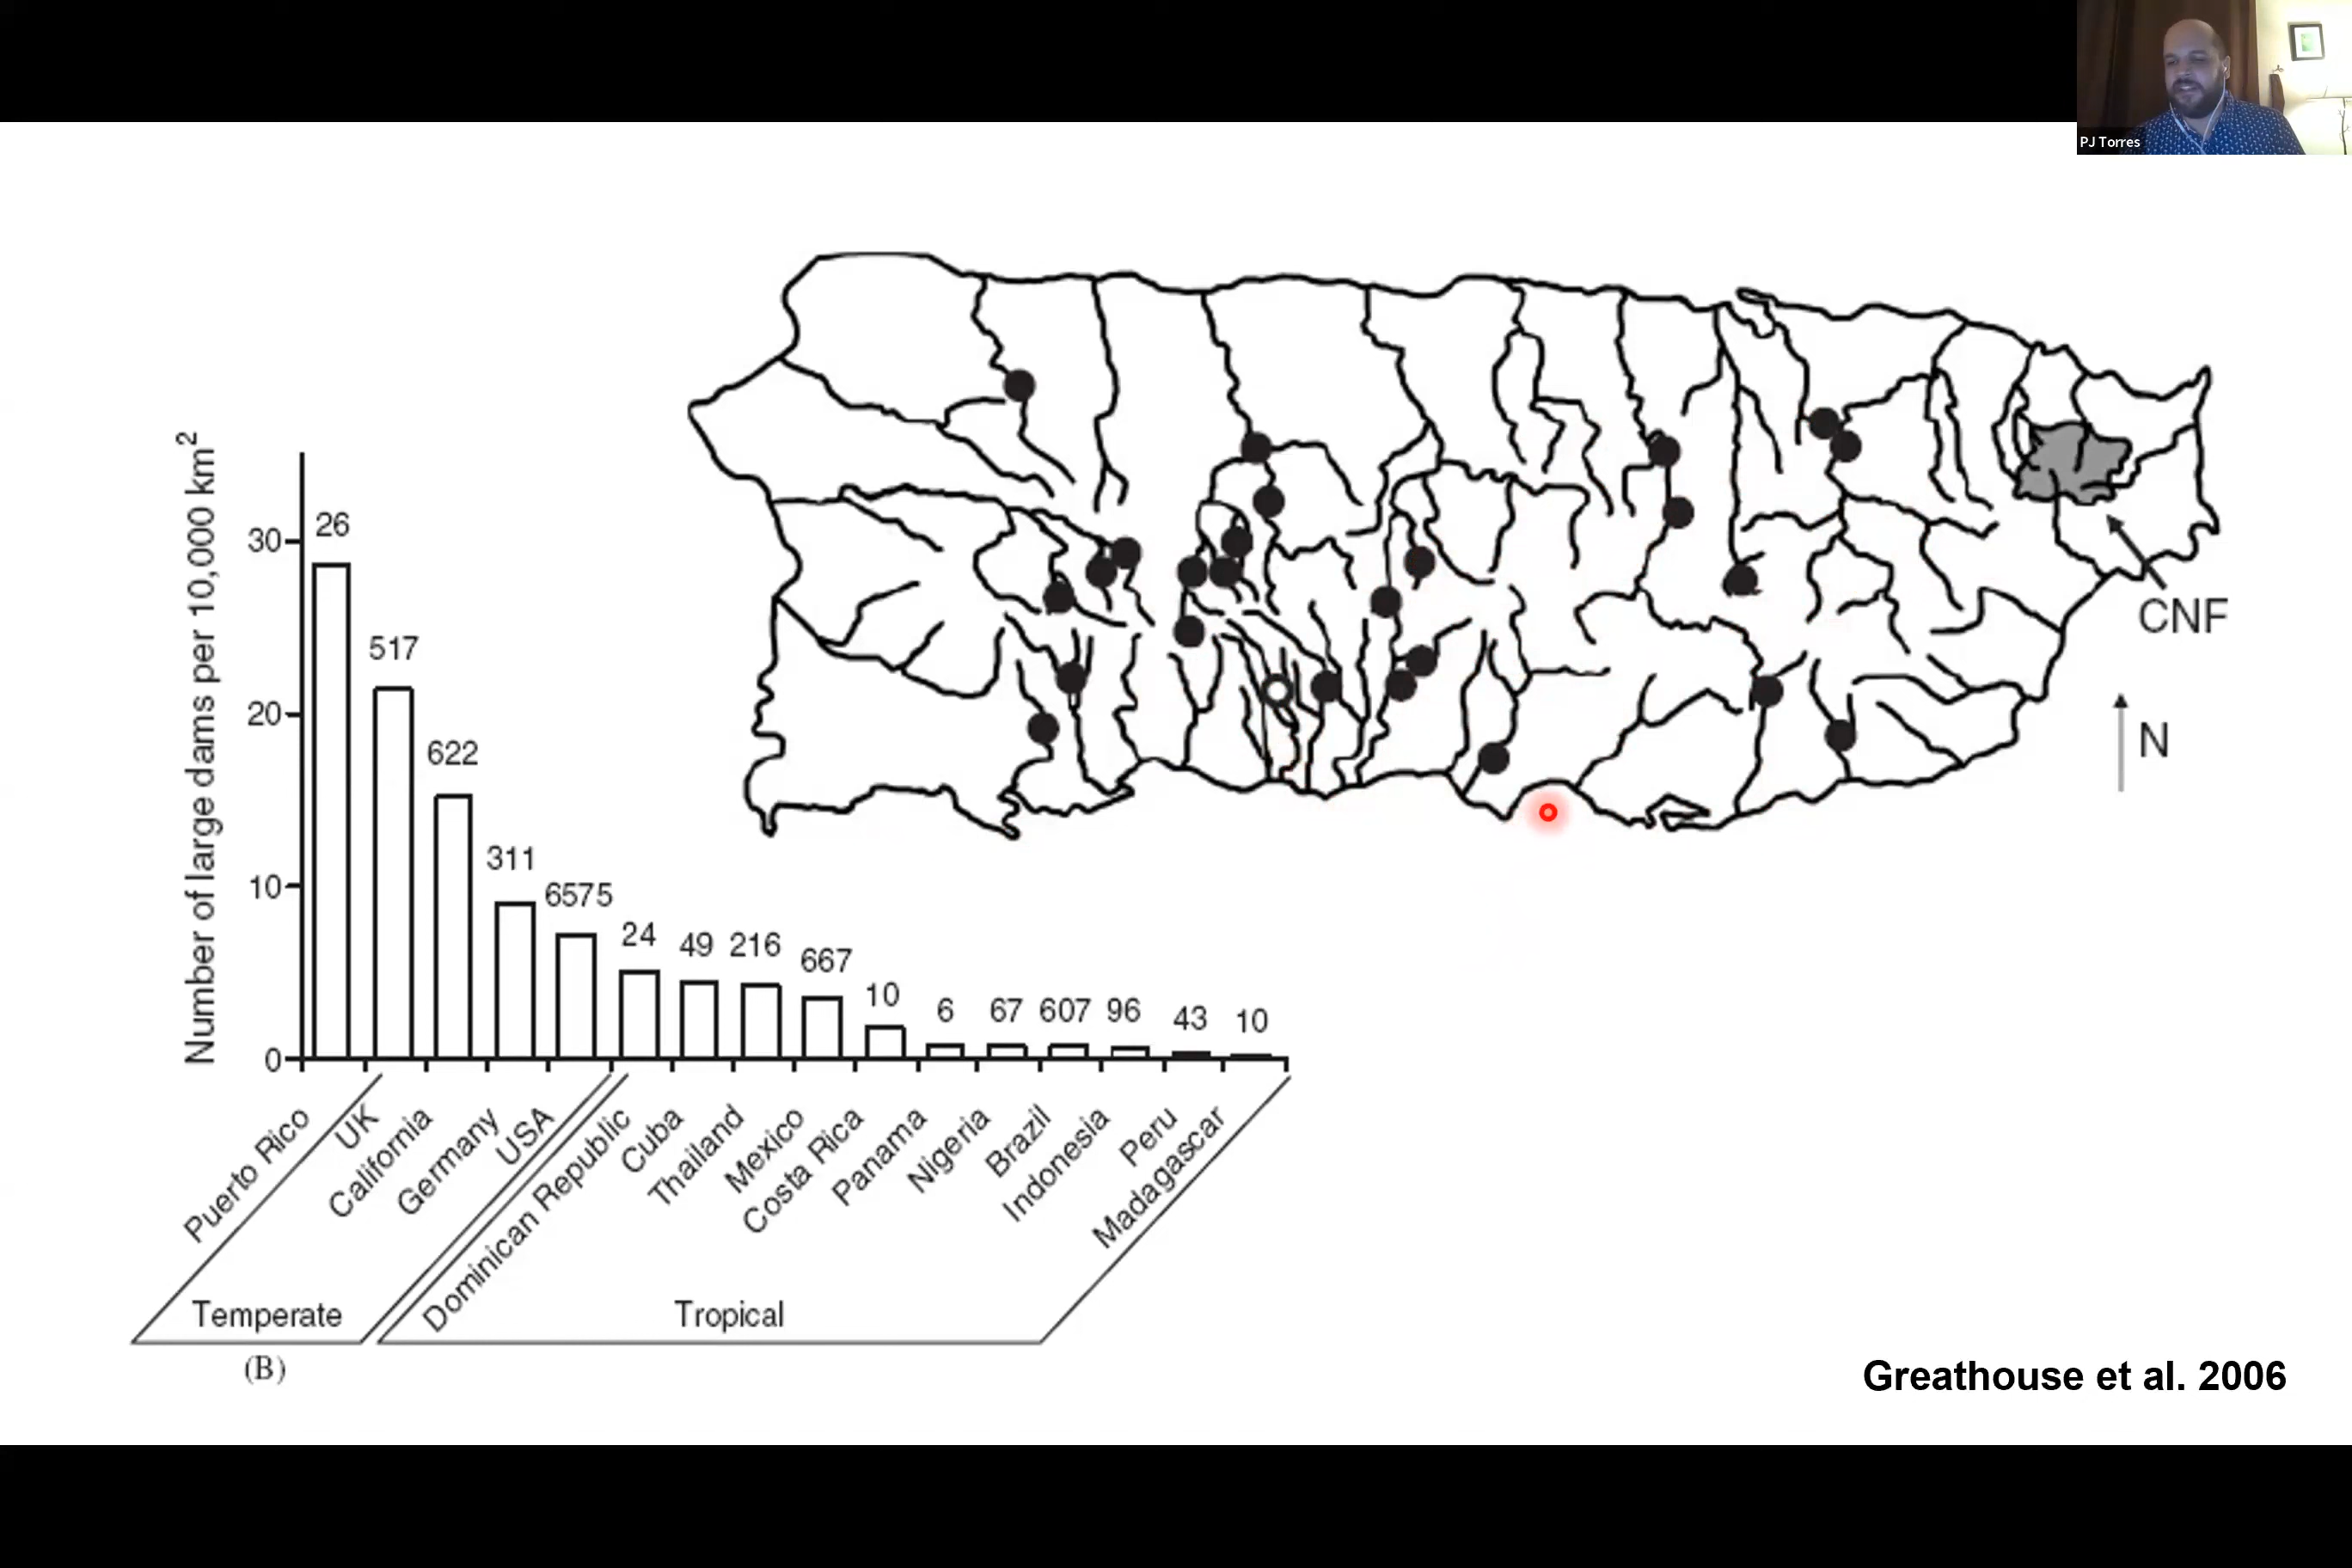 PJ Torres
Number of large dams per 10,000 km2
30
20
10
0
26
517
622
311
6575
24
49
216
667
10
6
67
607
96
43
10
Puerto Rico
UK
California
Germany
USA
Dominican Republic
Cuba
Thailand
Mexico
Costa Rica
Panama
Nigeria
Brazil
Indonesia
Peru
Madagascar
Temperate
Tropical
(B)
CNF
N
Greathouse et al. 2006